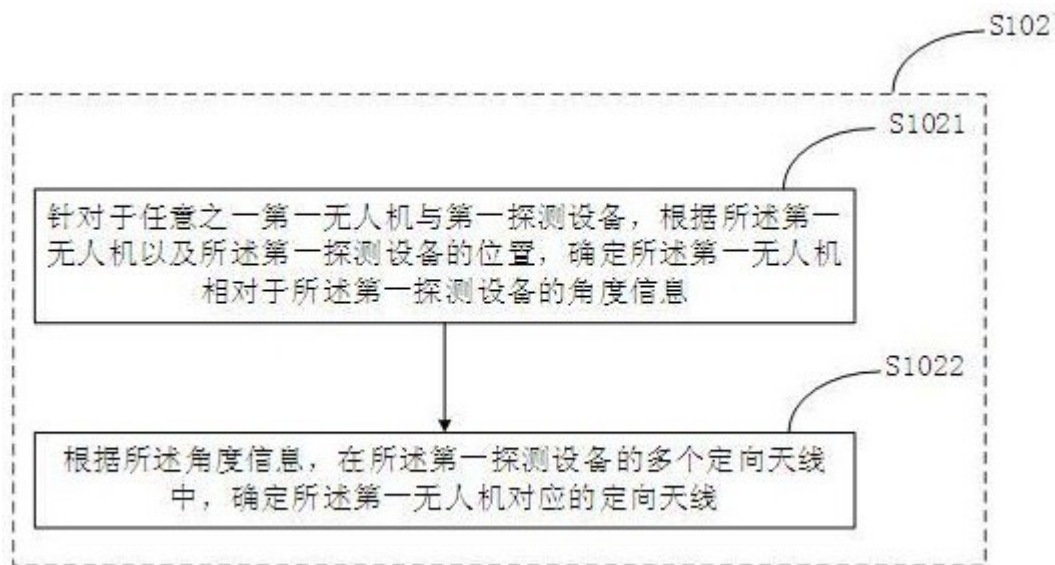 S102
S1021
针对于任意之一第一无人机与第一探测设备，根据所述第一
无人机以及所述第一探测设备的位置，确定所述第一无人机
相对于所述第一探测设备的角度信息
S1022
根据所述角度信息，在所述第一探测设备的多个定向天线
中，确定所述第一无人机对应的定向天线